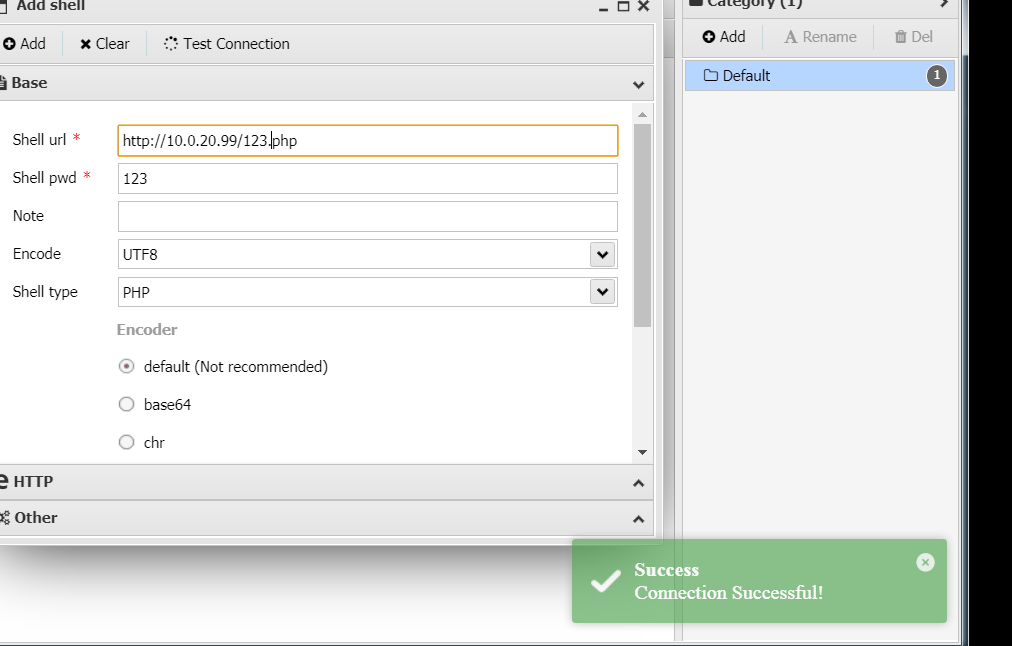 Add shell
Add Clear Test Connection
Base
Shell url * http://10.0.20.99/123.php
Shell pwd * 123
Note
Encode UTF8
Shell type PHP
Encoder
default (Not recommended)
base64
chr
HTTP
Other
Category (1)
Add Rename Del
Default 1
Success
Connection Successful!